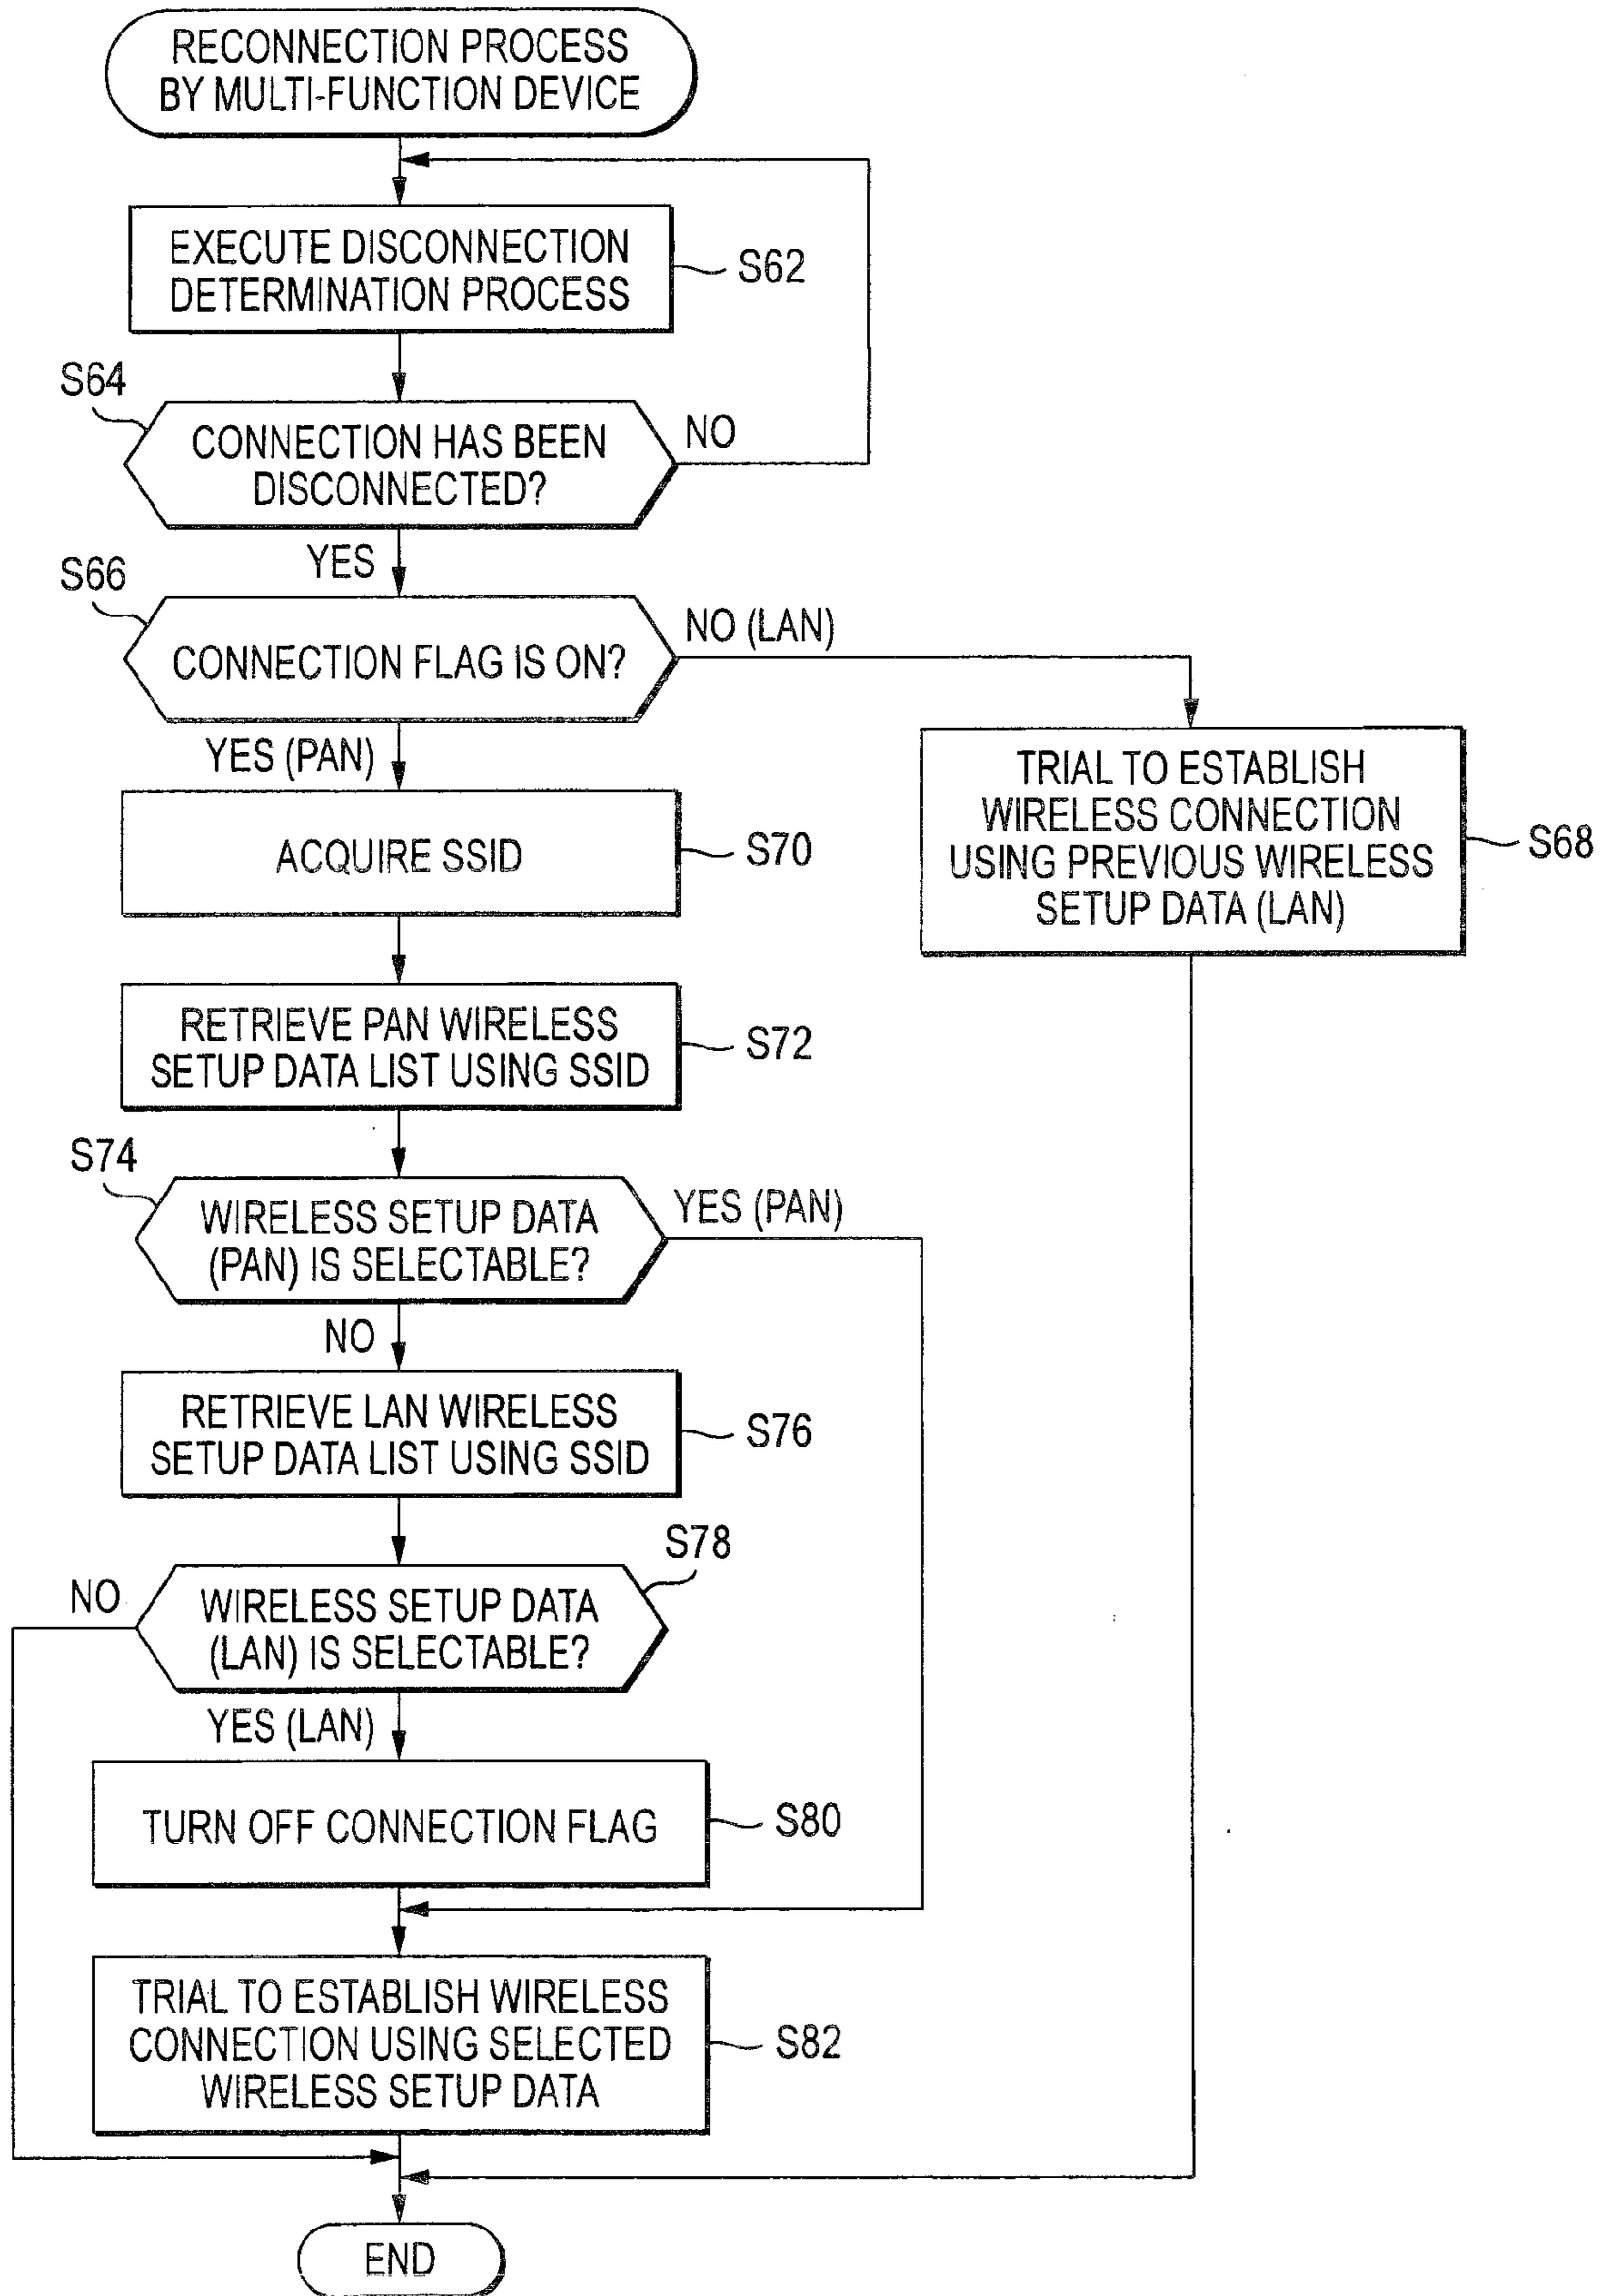 RECONNECTION PROCESS
BY MULTI-FUNCTION DEVICE
EXECUTE DISCONNECTION
DETERMINATION PROCESS
S62
S64
CONNECTION HAS BEEN
DISCONNECTED?
NO
YES
S66
CONNECTION FLAG IS ON?
NO (LAN)
YES (PAN)
TRIAL TO ESTABLISH
WIRELESS CONNECTION
USING PREVIOUS WIRELESS
SETUP DATA (LAN)
S68
ACQUIRE SSID
S70
RETRIEVE PAN WIRELESS
SETUP DATA LIST USING SSID
S72
S74
WIRELESS SETUP DATA
(PAN) IS SELECTABLE?
YES (PAN)
NO
RETRIEVE LAN WIRELESS
SETUP DATA LIST USING SSID
S76
S78
NO
WIRELESS SETUP DATA
(LAN) IS SELECTABLE?
YES (LAN)
TURN OFF CONNECTION FLAG
S80
TRIAL TO ESTABLISH WIRELESS
CONNECTION USING SELECTED
WIRELESS SETUP DATA
S82
END